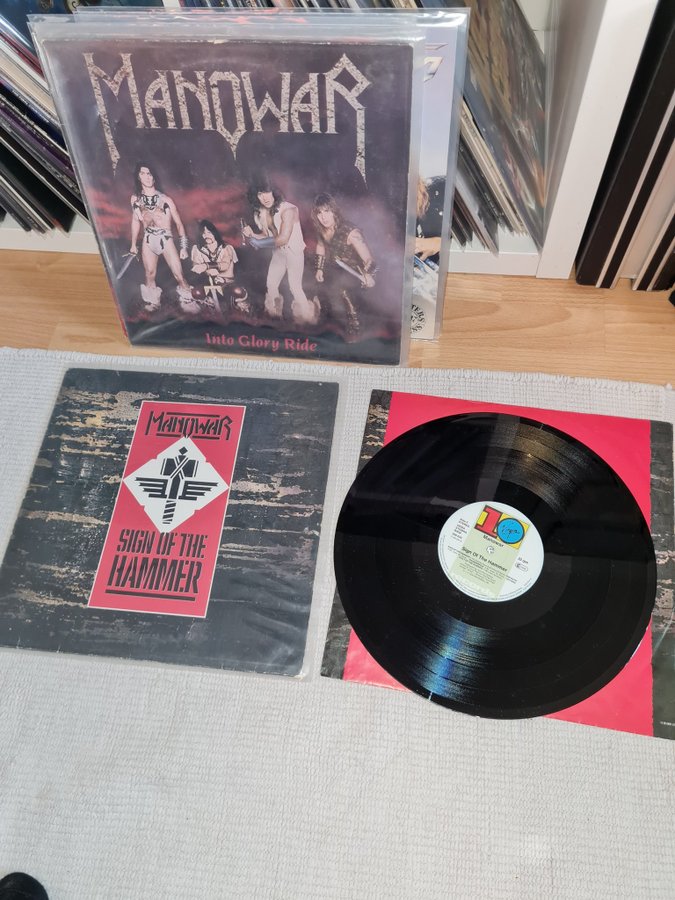 MANOWAR
Into Glory Ride
MANOWAR
SIGN OF THE
HAMMER
10
Manowar
Sign Of The Hammer